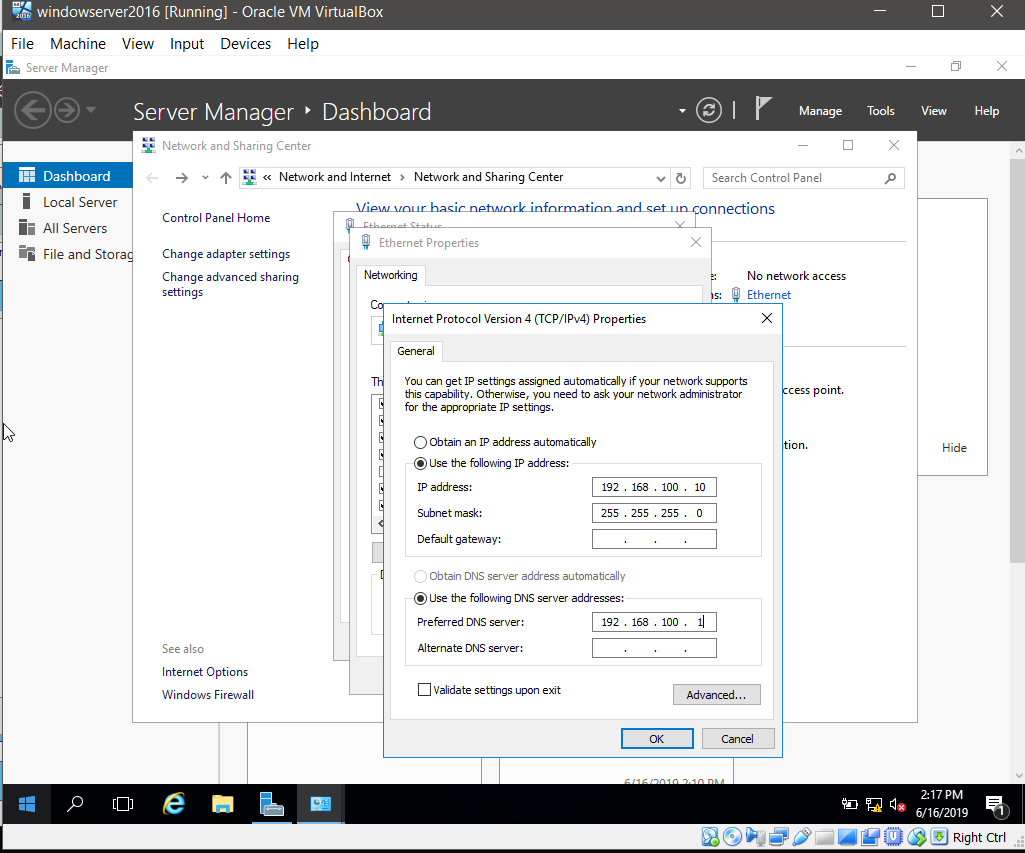 windowserver2016 [Running] - Oracle VM VirtualBox
File Machine View Input Devices Help
Server Manager
Server Manager Dashboard
Manage Tools View Help
Network and Sharing Center
Dashboard
Local Server
All Servers
File and Storag
« Network and Internet › Network and Sharing Center
Search Control Panel
Control Panel Home
Change adapter settings
Change advanced sharing
settings
View your basic network information and set up connections
Ethernet Status
Ethernet Properties
Networking
No network access
Ethernet
Internet Protocol Version 4 (TCP/IPv4) Properties
General
You can get IP settings assigned automatically if your network supports
this capability. Otherwise, you need to ask your network administrator
for the appropriate IP settings.
Obtain an IP address automatically
Use the following IP address:
IP address: 192 . 168 . 100 . 10
Subnet mask: 255 . 255 . 255 . 0
Default gateway: . . .
Obtain DNS server address automatically
Use the following DNS server addresses:
Preferred DNS server: 192 . 168 . 100 . 1
Alternate DNS server: . . .
Validate settings upon exit
Advanced...
OK Cancel
ccess point.
tion.
Hide
See also
Internet Options
Windows Firewall
6/16/2019 2:10 PM
2:17 PM
6/16/2019
1
Right Ctrl